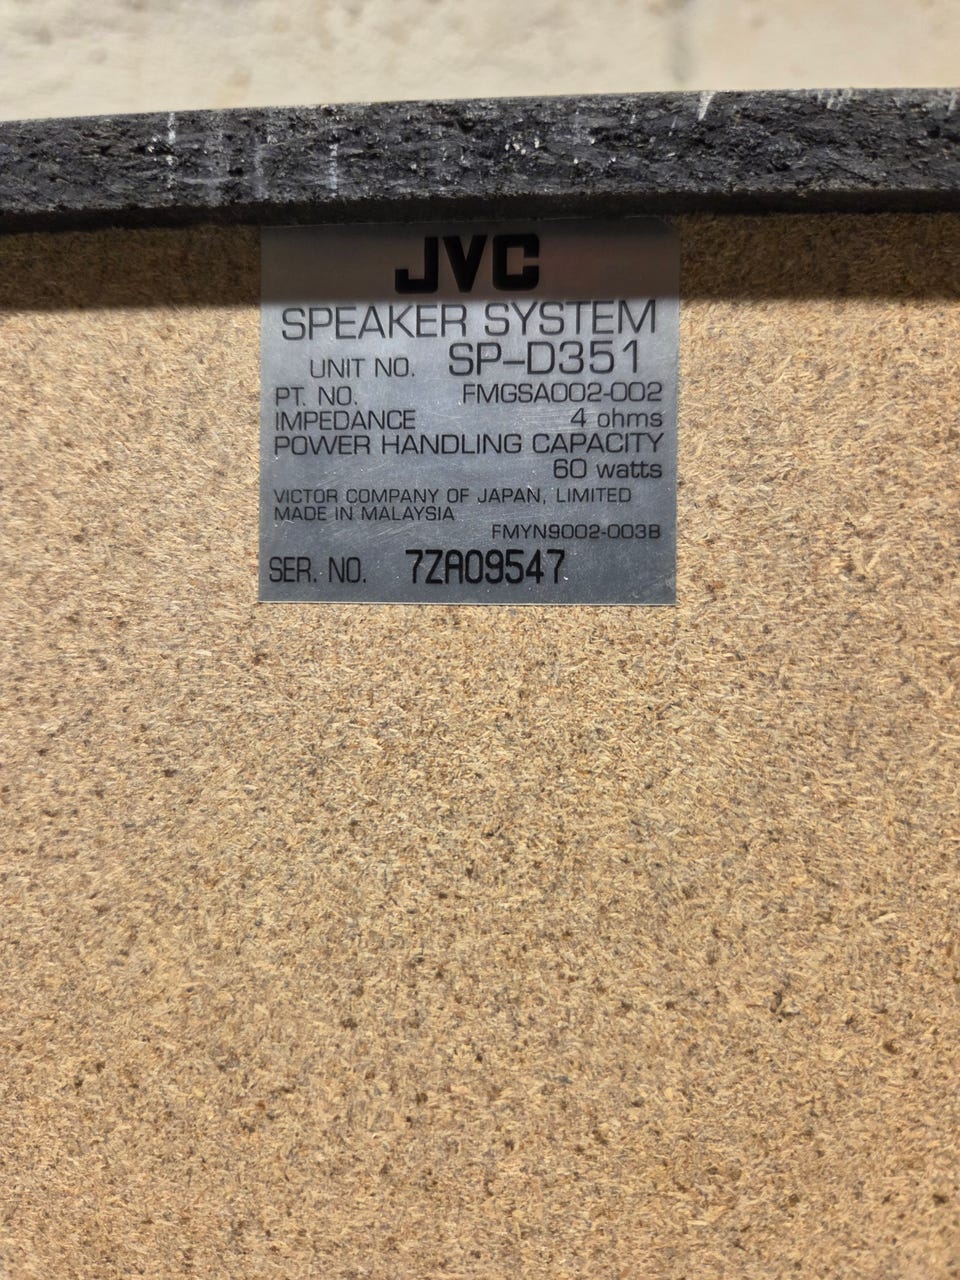 JVC
SPEAKER SYSTEM
UNIT NO. SP-D351
PT. NO. FMGSA002-002
IMPEDANCE 4 ohms
POWER HANDLING CAPACITY
60 watts
VICTOR COMPANY OF JAPAN, LIMITED
MADE IN MALAYSIA
FMYN9002-003B
SER. NO. 7ZA09547